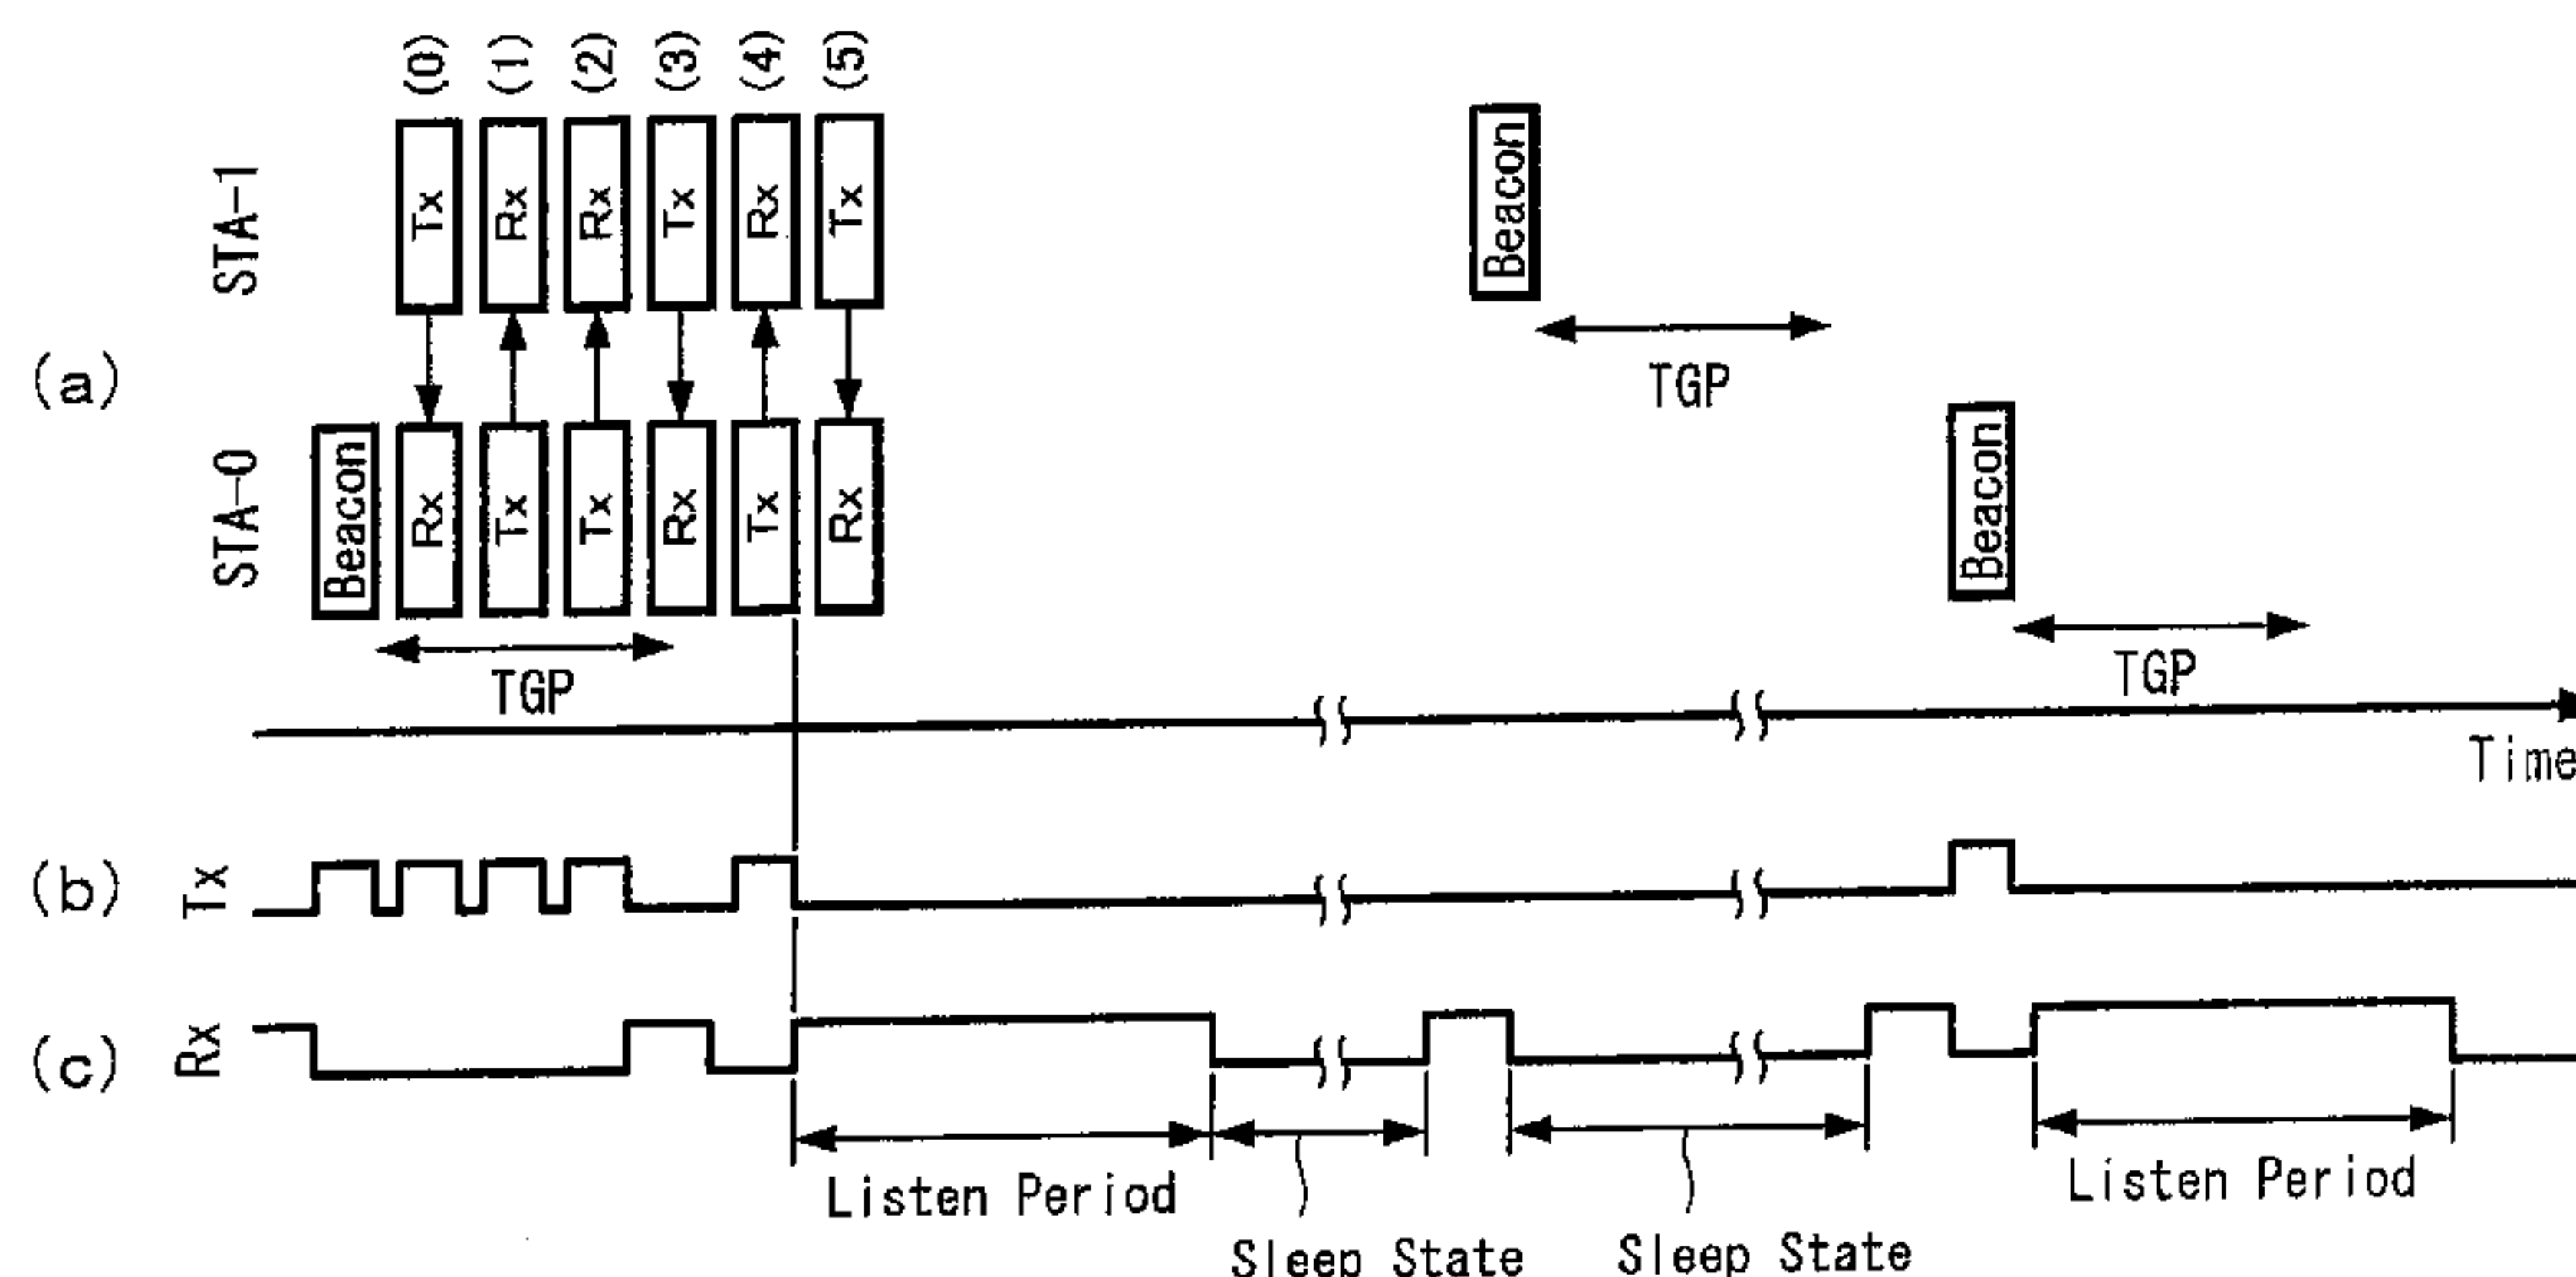 (0) (1) (2) (3) (4) (5)
STA-1
Tx Rx Rx Tx Rx Tx
Beacon
TGP
(a)
STA-0
Beacon Rx Tx Tx Rx Tx Rx
Beacon
TGP
TGP
Time
(b) Tx
(c) Rx
Listen Period
Sleep State
Sleep State
Listen Period